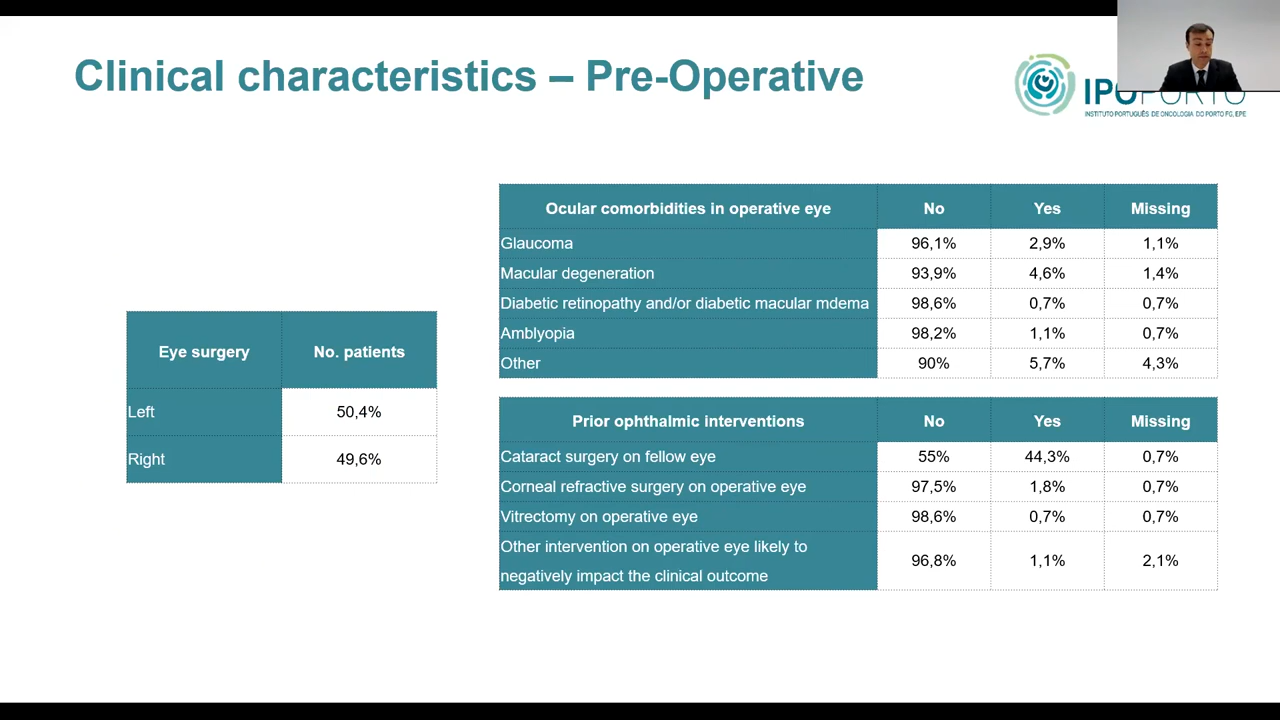 Clinical characteristics – Pre-Operative
INSTITUTO PORTUGUÊS DE ONCOLOGIA DO PORTO FG, EPE
Eye surgery No. patients
Left 50,4%
Right 49,6%
Ocular comorbidities in operative eye No Yes Missing
Glaucoma 96,1% 2,9% 1,1%
Macular degeneration 93,9% 4,6% 1,4%
Diabetic retinopathy and/or diabetic macular mdema 98,6% 0,7% 0,7%
Amblyopia 98,2% 1,1% 0,7%
Other 90% 5,7% 4,3%
Prior ophthalmic interventions No Yes Missing
Cataract surgery on fellow eye 55% 44,3% 0,7%
Corneal refractive surgery on operative eye 97,5% 1,8% 0,7%
Vitrectomy on operative eye 98,6% 0,7% 0,7%
Other intervention on operative eye likely to
negatively impact the clinical outcome 96,8% 1,1% 2,1%